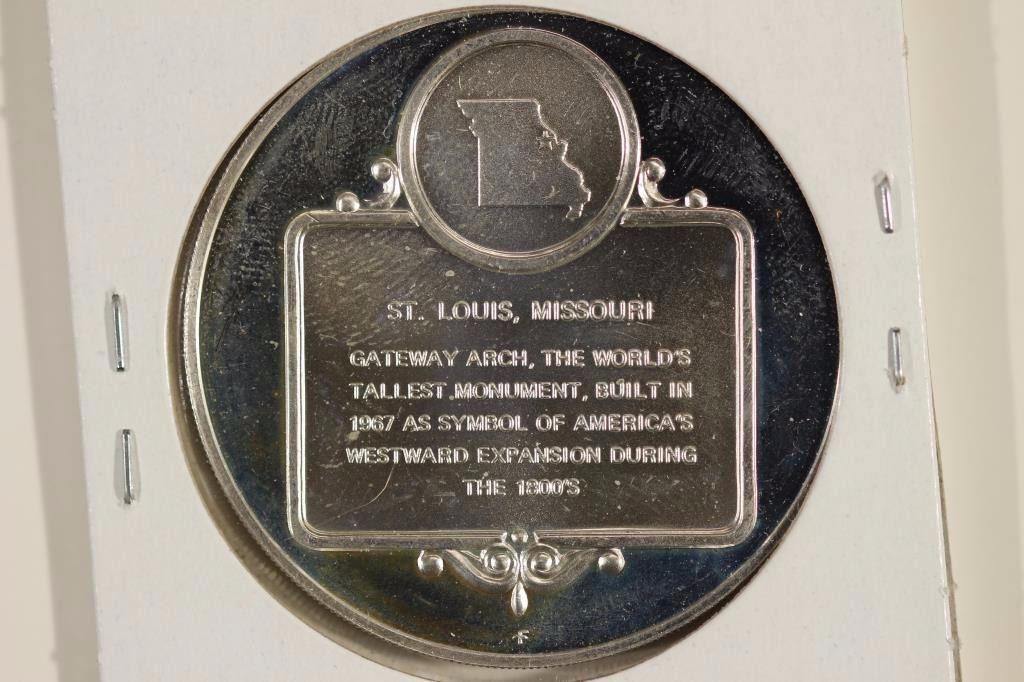 ST. LOUIS, MISSOURI
GATEWAY ARCH, THE WORLD'S
TALLEST MONUMENT, BUILT IN
1967 AS SYMBOL OF AMERICA'S
WESTWARD EXPANSION DURING
THE 1800'S
F